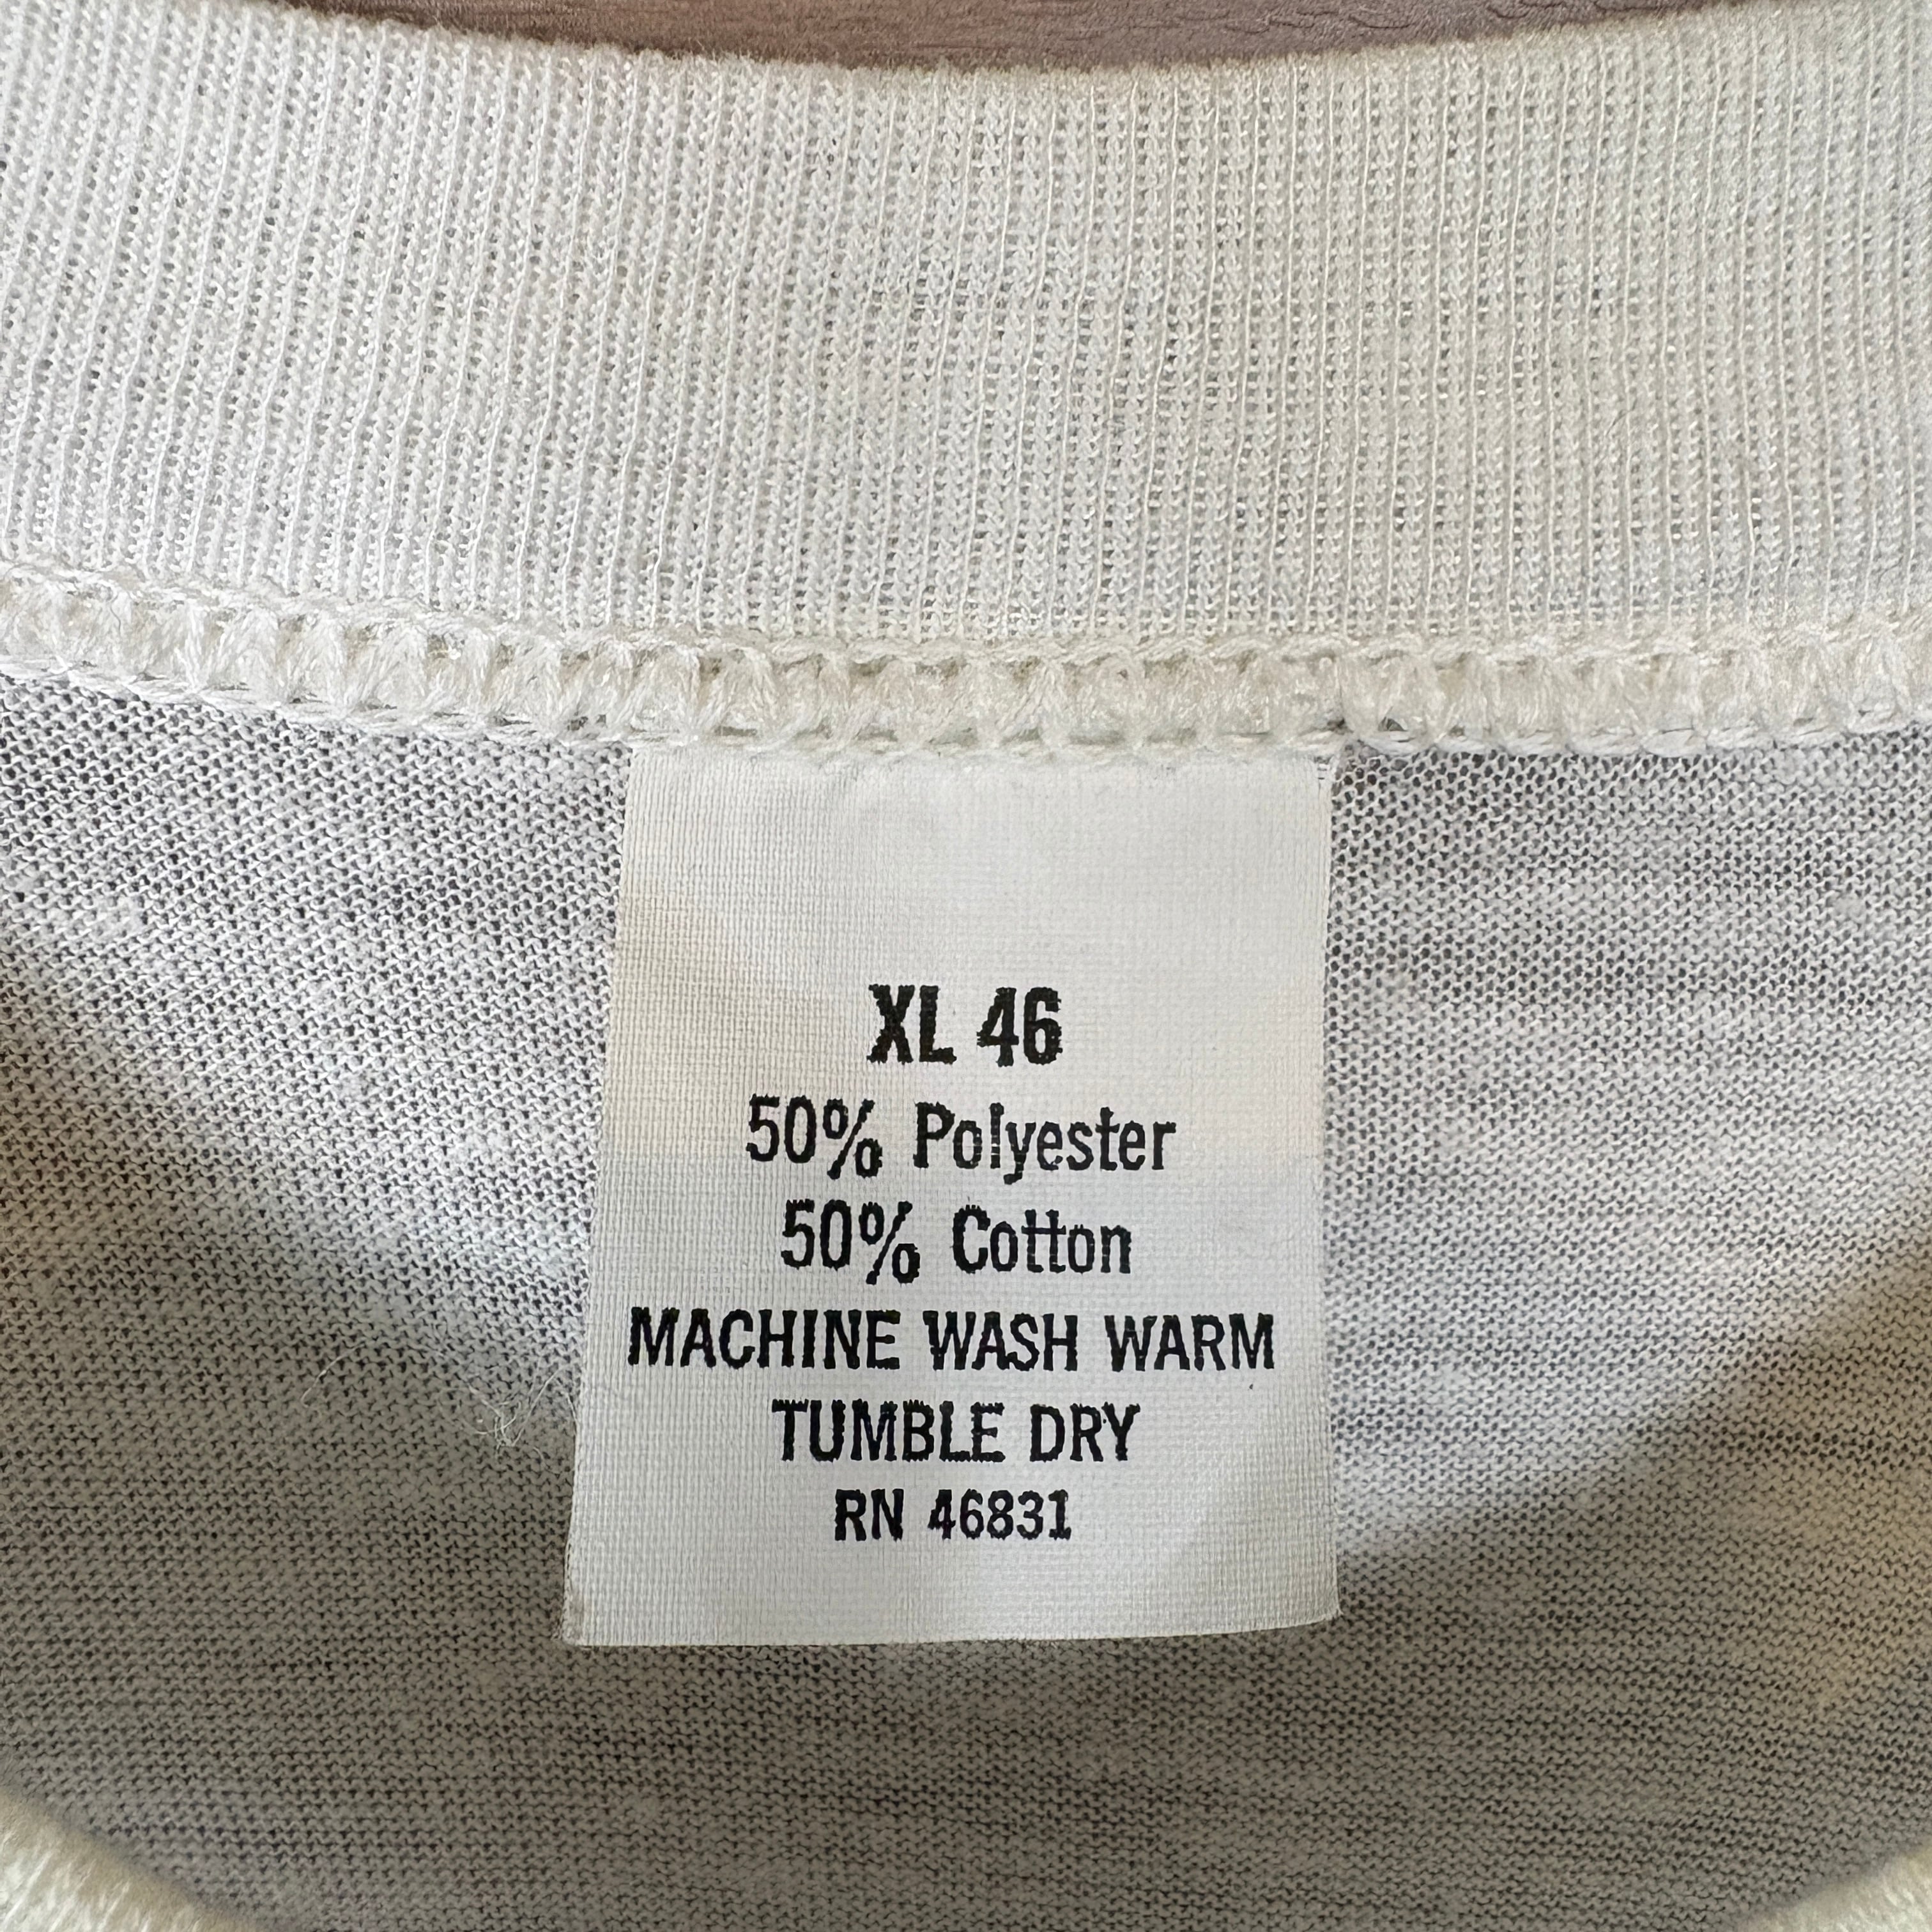 XL 46
50% Polyester
50% Cotton
MACHINE WASH WARM
TUMBLE DRY
RN 46831